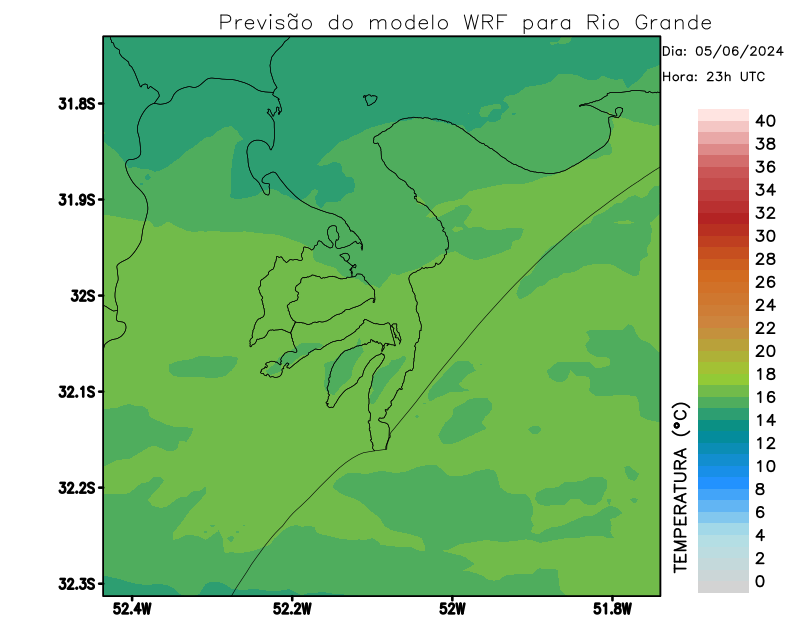 Previsão do modelo WRF para Rio Grande
Dia: 05/06/2024
Hora: 23h UTC
31.8S
31.9S
32S
32.1S
32.2S
32.3S
52.4W
52.2W
52W
51.8W
TEMPERATURA (°C)
40
38
36
34
32
30
28
26
24
22
20
18
16
14
12
10
8
6
4
2
0